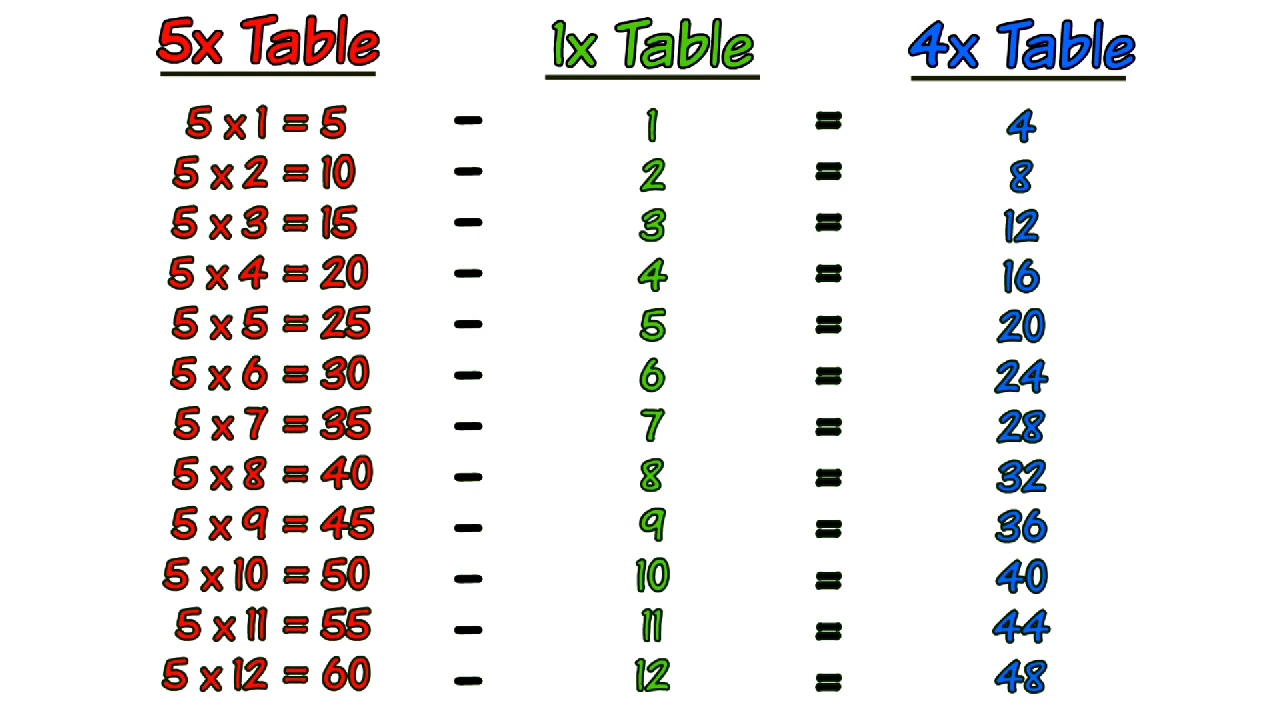 5x Table 1x Table 4x Table
5 x 1 = 5 - 1 = 4
5 x 2 = 10 - 2 = 8
5 x 3 = 15 - 3 = 12
5 x 4 = 20 - 4 = 16
5 x 5 = 25 - 5 = 20
5 x 6 = 30 - 6 = 24
5 x 7 = 35 - 7 = 28
5 x 8 = 40 - 8 = 32
5 x 9 = 45 - 9 = 36
5 x 10 = 50 - 10 = 40
5 x 11 = 55 - 11 = 44
5 x 12 = 60 - 12 = 48